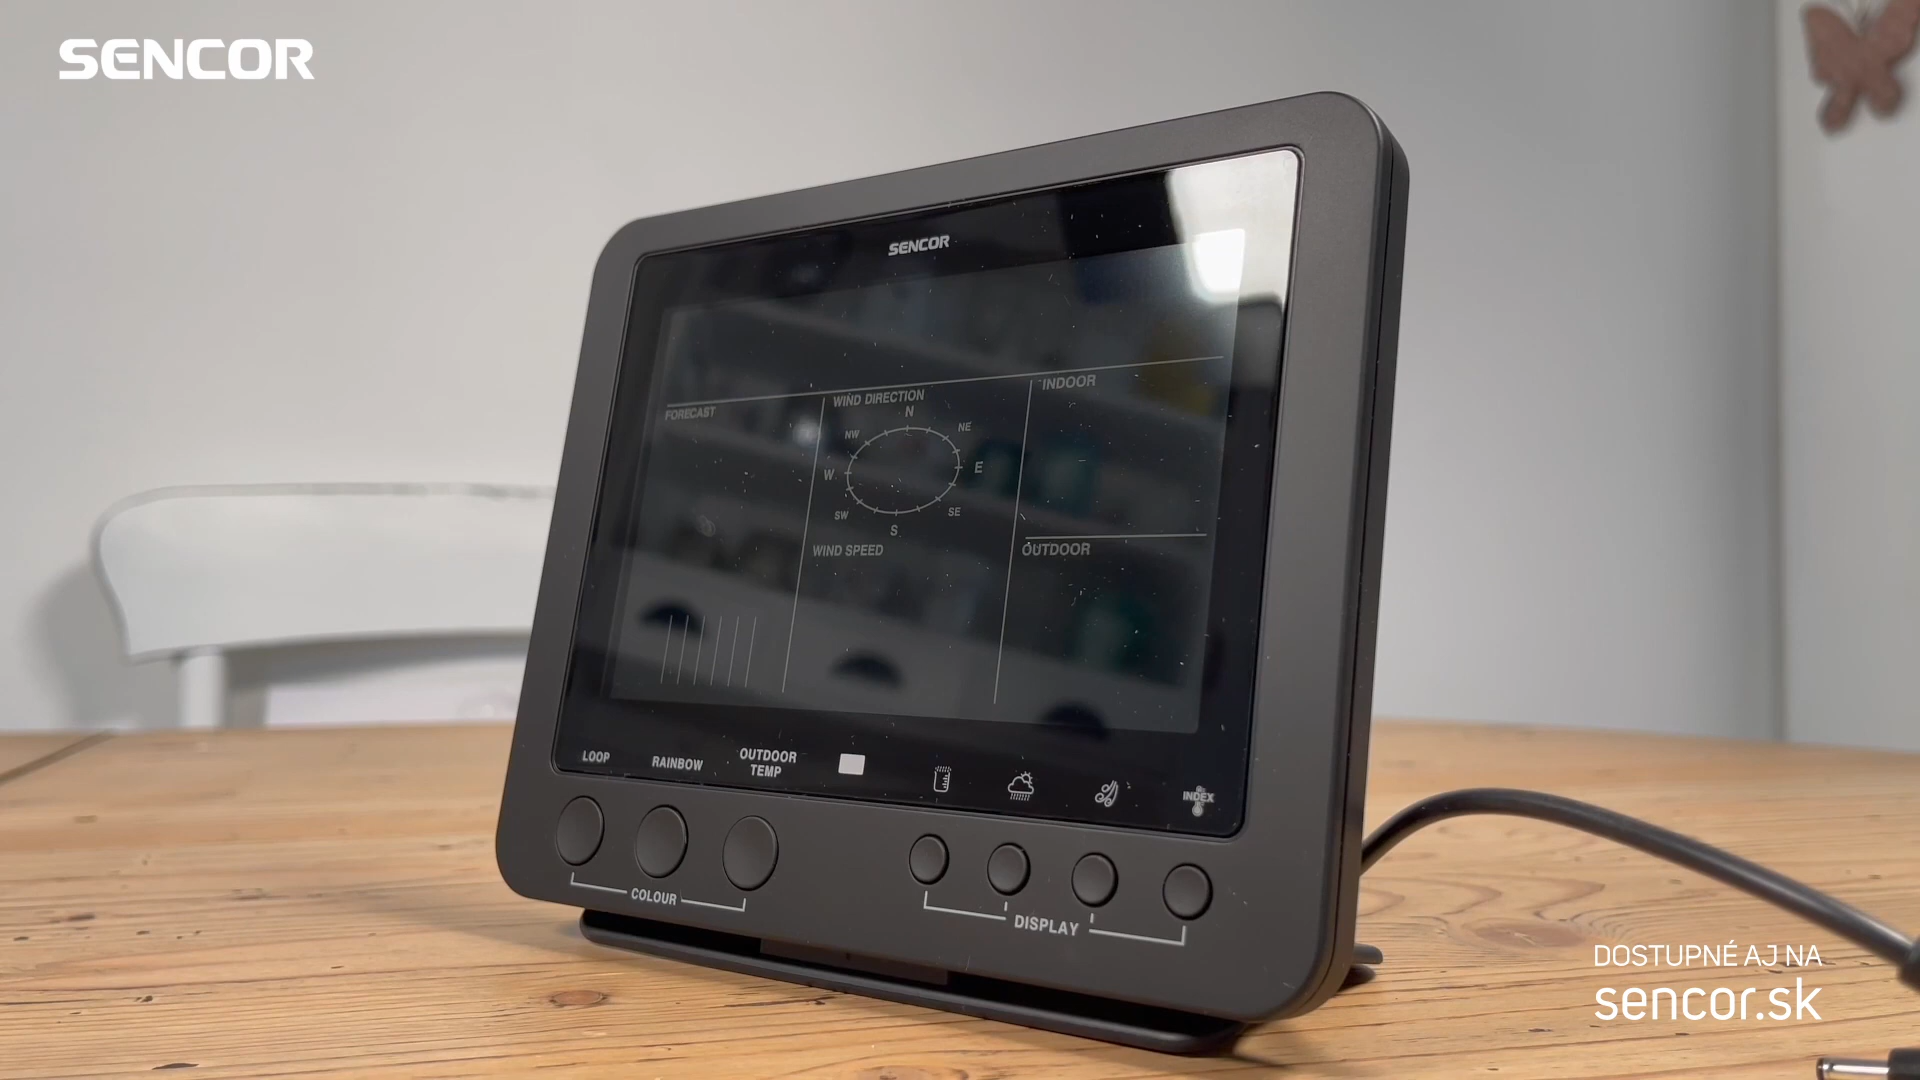 SENCOR
SENCOR
INDOOR
FORECAST
WIND DIRECTION
N
NW
NE
W
E
SW
SE
S
WIND SPEED
OUTDOOR
LOOP
RAINBOW
OUTDOOR
TEMP
INDEX
COLOUR
DISPLAY
DOSTUPNÉ AJ NA
sencor.sk